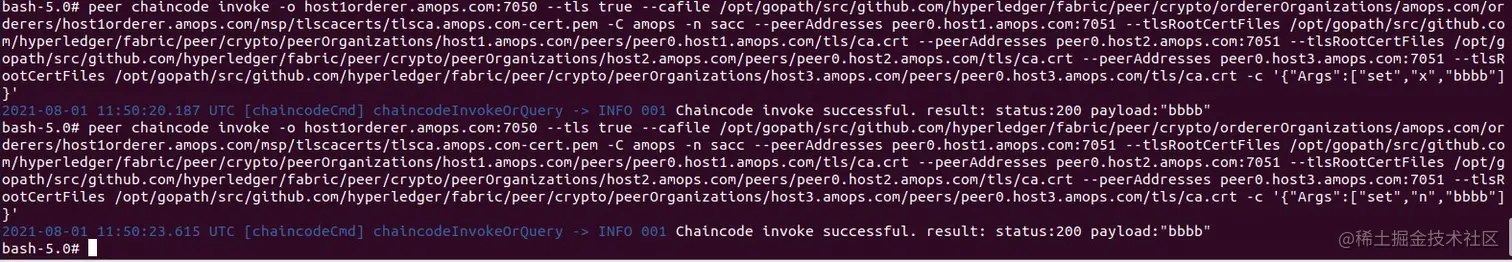 bash-5.0# peer chaincode invoke -o host1orderer.amops.com:7050 --tls true --cafile /opt/gopath/src/github.com/hyperledger/fabric/peer/crypto/ordererOrganizations/amops.com/or
derers/host1orderer.amops.com/msp/tlscacerts/tlsca.amops.com-cert.pem -C amops -n sacc --peerAddresses peer0.host1.amops.com:7051 --tlsRootCertFiles /opt/gopath/src/github.co
m/hyperledger/fabric/peer/crypto/peerOrganizations/host1.amops.com/peers/peer0.host1.amops.com/tls/ca.crt --peerAddresses peer0.host2.amops.com:7051 --tlsRootCertFiles /opt/g
opath/src/github.com/hyperledger/fabric/peer/crypto/peerOrganizations/host2.amops.com/peers/peer0.host2.amops.com/tls/ca.crt --peerAddresses peer0.host3.amops.com:7051 --tlsR
ootCertFiles /opt/gopath/src/github.com/hyperledger/fabric/peer/crypto/peerOrganizations/host3.amops.com/peers/peer0.host3.amops.com/tls/ca.crt -c '{"Args":["set","x","bbbb"]
}'
2021-08-01 11:50:20.187 UTC [chaincodeCmd] chaincodeInvokeOrQuery -> INFO 001 Chaincode invoke successful. result: status:200 payload:"bbbb"
bash-5.0# peer chaincode invoke -o host1orderer.amops.com:7050 --tls true --cafile /opt/gopath/src/github.com/hyperledger/fabric/peer/crypto/ordererOrganizations/amops.com/or
derers/host1orderer.amops.com/msp/tlscacerts/tlsca.amops.com-cert.pem -C amops -n sacc --peerAddresses peer0.host1.amops.com:7051 --tlsRootCertFiles /opt/gopath/src/github.co
m/hyperledger/fabric/peer/crypto/peerOrganizations/host1.amops.com/peers/peer0.host1.amops.com/tls/ca.crt --peerAddresses peer0.host2.amops.com:7051 --tlsRootCertFiles /opt/g
opath/src/github.com/hyperledger/fabric/peer/crypto/peerOrganizations/host2.amops.com/peers/peer0.host2.amops.com/tls/ca.crt --peerAddresses peer0.host3.amops.com:7051 --tlsR
ootCertFiles /opt/gopath/src/github.com/hyperledger/fabric/peer/crypto/peerOrganizations/host3.amops.com/peers/peer0.host3.amops.com/tls/ca.crt -c '{"Args":["set","n","bbbb"]
}'
2021-08-01 11:50:23.615 UTC [chaincodeCmd] chaincodeInvokeOrQuery -> INFO 001 Chaincode invoke successful. result: status:200 payload:"bbbb"
bash-5.0#
@稀土掘金技术社区